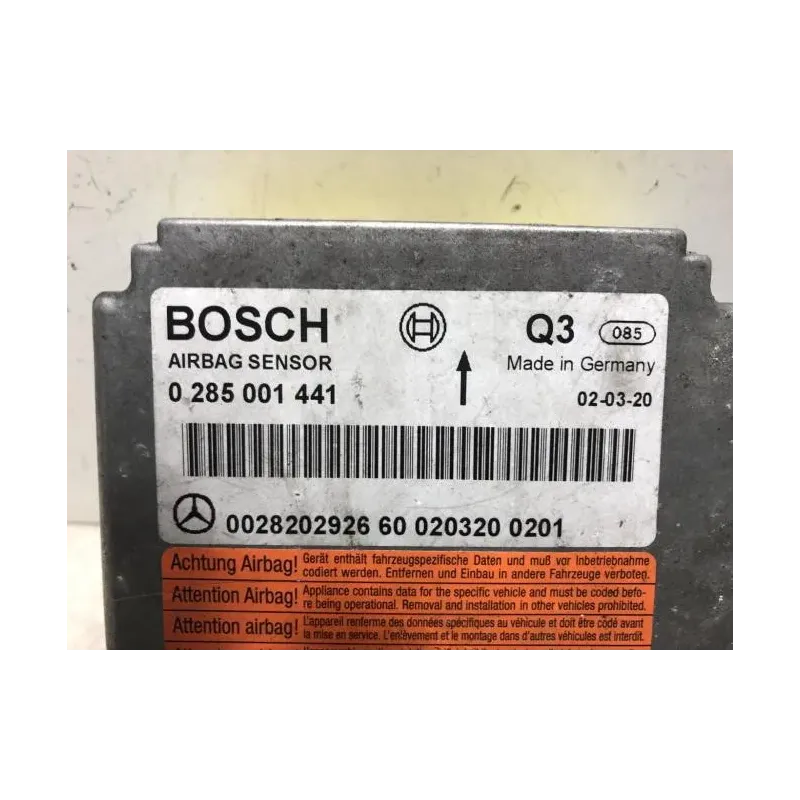 BOSCH
Q3 085
AIRBAG SENSOR
Made in Germany
0 285 001 441
02-03-20
0028202926 60 020320 0201
Achtung Airbag! Gerät enthält fahrzeugspezifische Daten und muß vor Inbetriebnahme
codiert werden. Entfernen und Einbau in andere Fahrzeuge verboten.
Attention Airbag! Appliance contains data for the specific vehicle and must be coded befo-
re being operational. Removal and installation in other vehicles prohibited.
Attention airbag! L'appareil renferme des données spécifiques au véhicule et doit être codé avant
la mise en service. L'enlèvement et le montage dans d'autres véhicules est interdit.